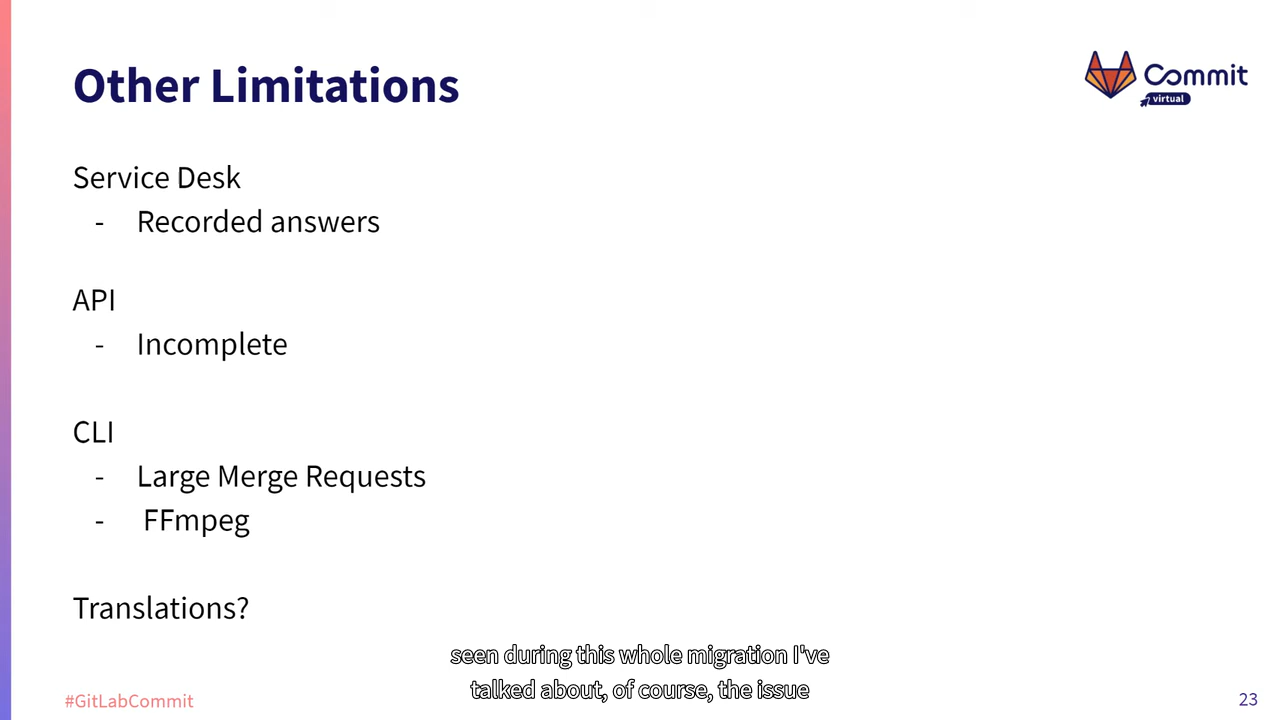 Other Limitations
Commit
virtual
Service Desk
- Recorded answers
API
- Incomplete
CLI
- Large Merge Requests
- FFmpeg
Translations?
seen during this whole migration I've
talked about, of course, the issue
#GitLabCommit
23